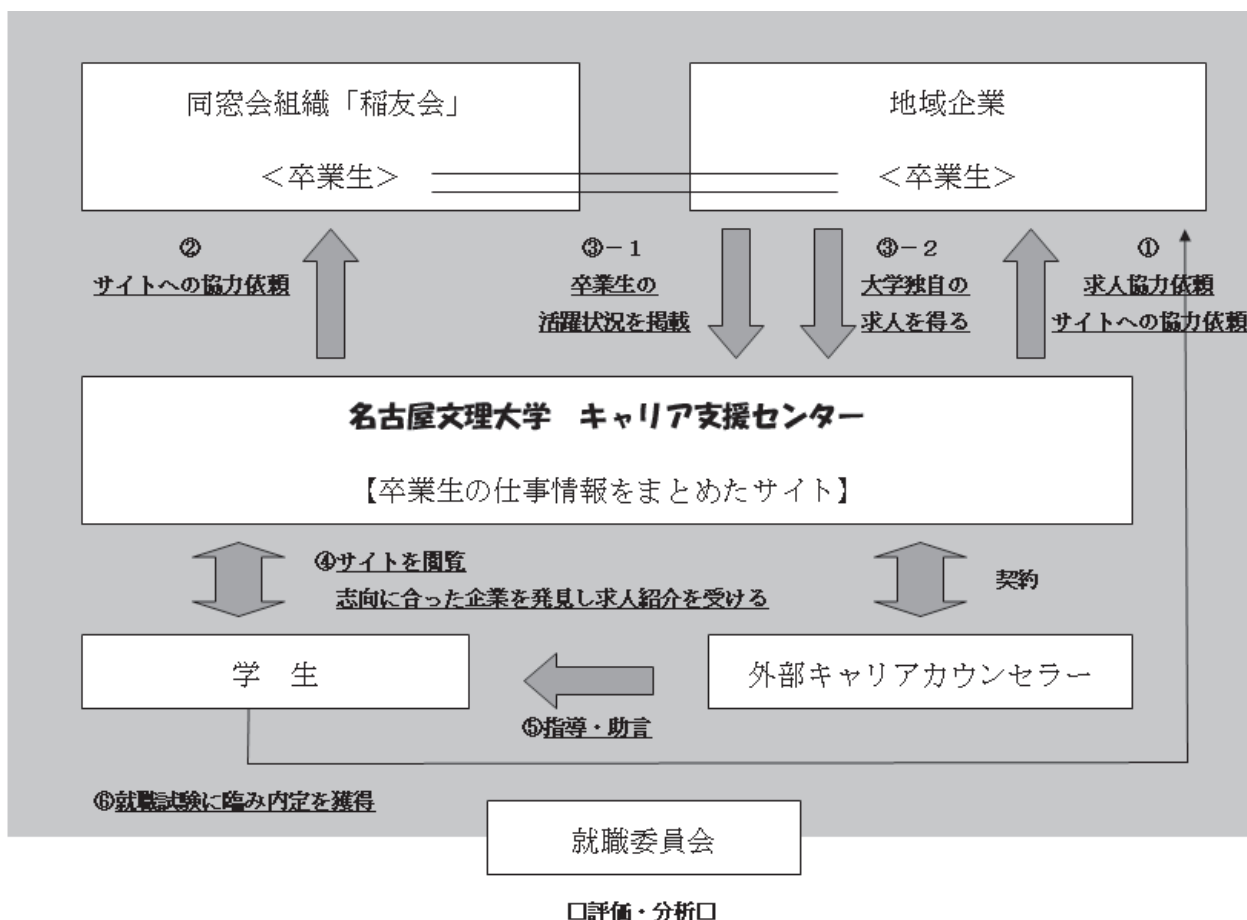 同窓会組織「稲友会」
＜卒業生＞
地域企業
＜卒業生＞
②
サイトへの協力依頼
③－１
卒業生の
活躍状況を掲載
③－２
大学独自の
求人を得る
①
求人協力依頼
サイトへの協力依頼
名古屋文理大学　キャリア支援センター
【卒業生の仕事情報をまとめたサイト】
④サイトを閲覧
志向に合った企業を発見し求人紹介を受ける
契約
学　生
外部キャリアカウンセラー
⑤指導・助言
⑥就職試験に臨み内定を獲得
就職委員会
□評価・分析□